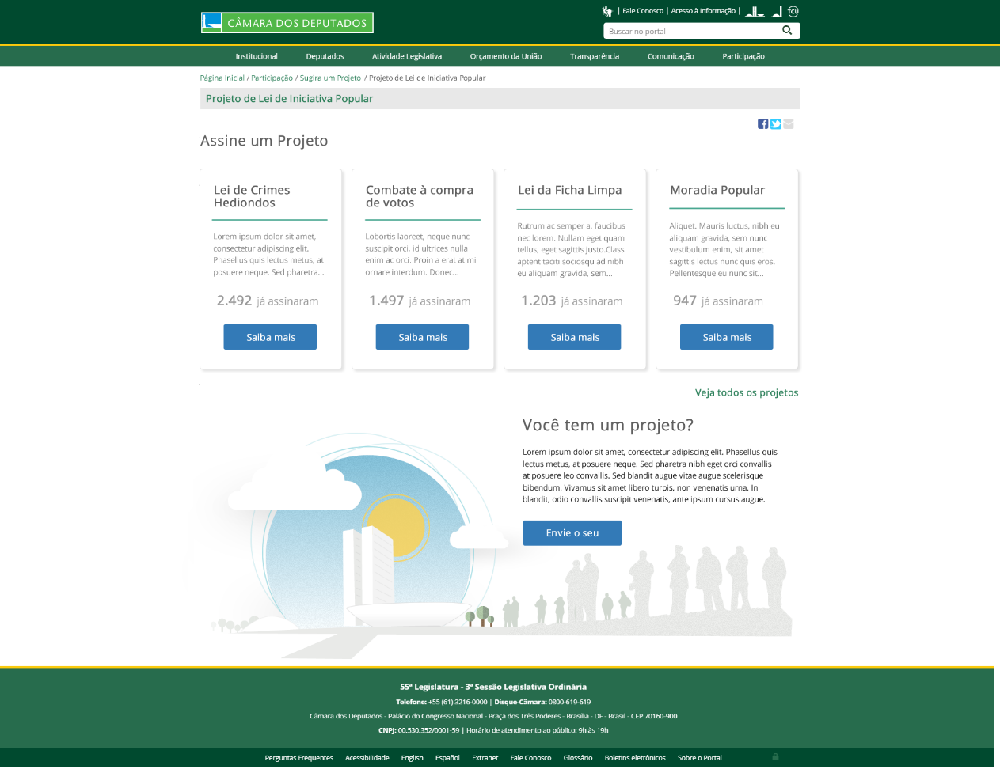 CÂMARA DOS DEPUTADOS
| Fale Conosco | Acesso à Informação |
TCU
Buscar no portal
Institucional Deputados Atividade Legislativa Orçamento da União Transparência Comunicação Participação
Página Inicial / Participação / Sugira um Projeto / Projeto de Lei de Iniciativa Popular
Projeto de Lei de Iniciativa Popular
Assine um Projeto
Lei de Crimes
Hediondos
Lorem ipsum dolor sit amet,
consectetur adipiscing elit.
Phasellus quis lectus metus, at
posuere neque. Sed pharetra...
2.492 já assinaram
Saiba mais
Combate à compra
de votos
Lobortis laoreet, neque nunc
suscipit orci, id ultrices nulla
enim ac orci. Proin a erat at mi
ornare interdum. Donec...
1.497 já assinaram
Saiba mais
Lei da Ficha Limpa
Rutrum ac semper a, faucibus
nec lorem. Nullam eget quam
tellus, eget sagittis justo.Class
aptent taciti sociosqu ad nibh
eu aliquam gravida, sem...
1.203 já assinaram
Saiba mais
Moradia Popular
Aliquet. Mauris luctus, nibh eu
aliquam gravida, sem nunc
vestibulum enim, sit amet
sagittis lectus nunc quis eros.
Pellentesque eu nunc sit...
947 já assinaram
Saiba mais
Veja todos os projetos
Você tem um projeto?
Lorem ipsum dolor sit amet, consectetur adipiscing elit. Phasellus quis
lectus metus, at posuere neque. Sed pharetra nibh eget orci convallis
at posuere leo convallis. Sed blandit augue vitae augue scelerisque
bibendum. Vivamus sit amet libero turpis, non venenatis urna. In
blandit, odio convallis suscipit venenatis, ante ipsum cursus augue.
Envie o seu
55ª Legislatura - 3ª Sessão Legislativa Ordinária
Telefone: +55 (61) 3216-0000 | Disque-Câmara: 0800-619-619
Câmara dos Deputados - Palácio do Congresso Nacional - Praça dos Três Poderes - Brasília - DF - Brasil - CEP 70160-900
CNPJ: 00.530.352/0001-59 | Horário de atendimento ao público: 9h às 19h
Perguntas Frequentes Acessibilidade English Español Extranet Fale Conosco Glossário Boletins eletrônicos Sobre o Portal